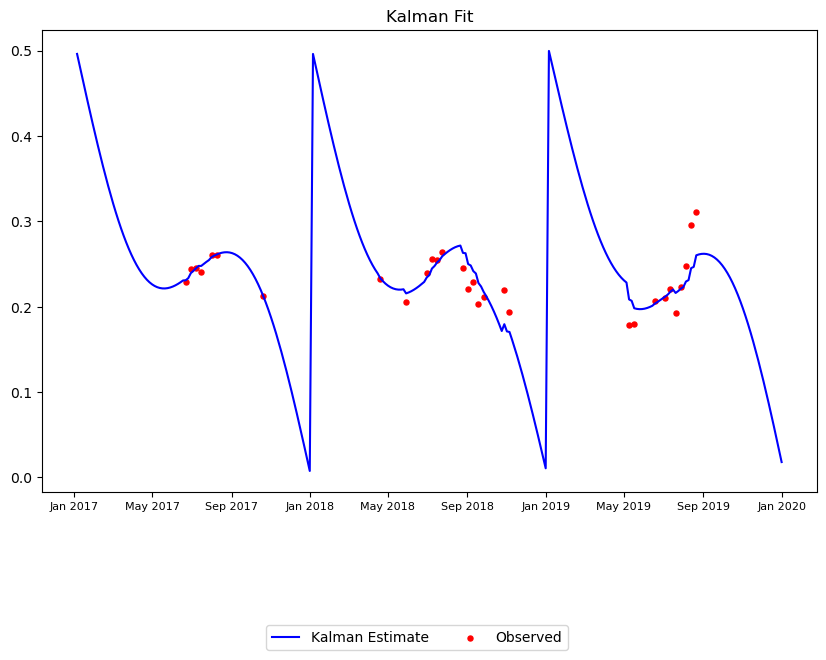 Kalman Fit
0.5
0.4
0.3
0.2
0.1
0.0
Jan 2017 May 2017 Sep 2017 Jan 2018 May 2018 Sep 2018 Jan 2019 May 2019 Sep 2019 Jan 2020
Kalman Estimate Observed